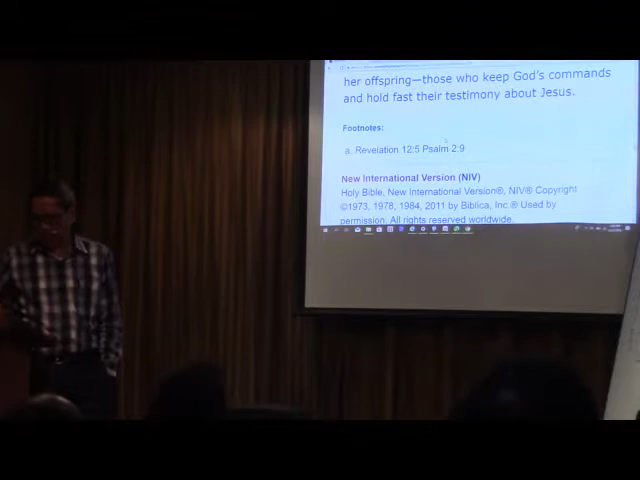 her offspring—those who keep God's commands
and hold fast their testimony about Jesus.
Footnotes:
a. Revelation 12:5 Psalm 2:9
New International Version (NIV)
Holy Bible, New International Version®, NIV® Copyright
©1973, 1978, 1984, 2011 by Biblica, Inc.® Used by
permission. All rights reserved worldwide.